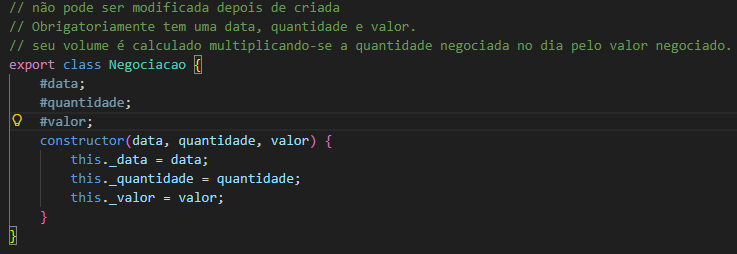 // não pode ser modificada depois de criada
// Obrigatoriamente tem uma data, quantidade e valor.
// seu volume é calculado multiplicando-se a quantidade negociada no dia pelo valor negociado.
export class Negociacao {
    #data;
    #quantidade;
    #valor;
    constructor(data, quantidade, valor) {
        this._data = data;
        this._quantidade = quantidade;
        this._valor = valor;
    }
}